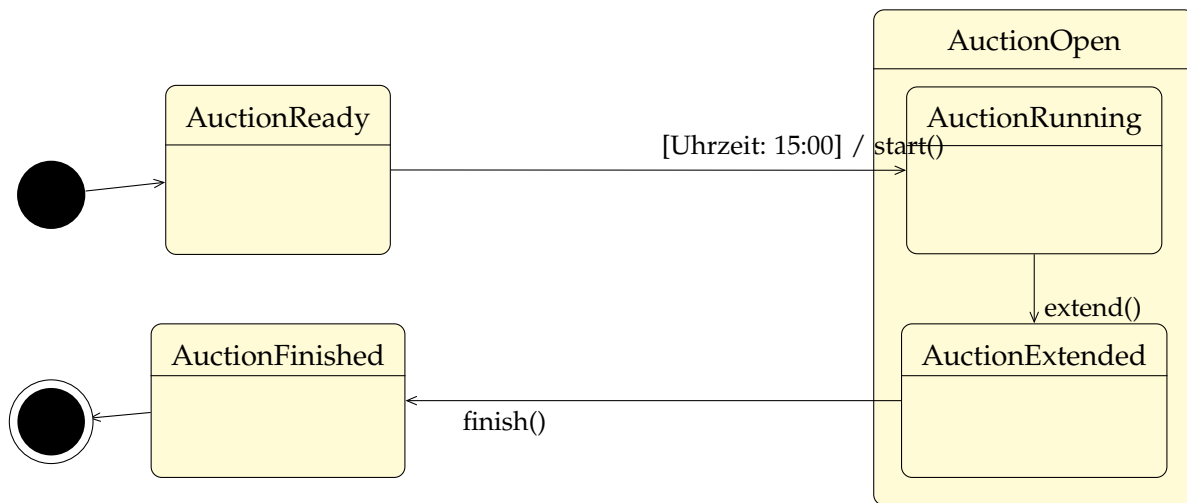 AuctionOpen
AuctionReady
AuctionRunning
[Uhrzeit: 15:00] / start()
extend()
AuctionFinished
AuctionExtended
finish()